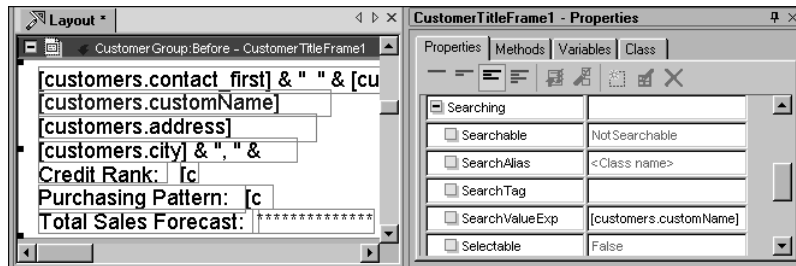 Layout *
CustomerGroup:Before - CustomerTitleFrame1
[customers.contact_first] & "  " & [cu
[customers.customName]
[customers.address]
[customers.city] & ", " &
Credit Rank: [c
Purchasing Pattern: [c
Total Sales Forecast: **************
CustomerTitleFrame1 - Properties
Properties Methods Variables Class
Searching
Searchable NotSearchable
SearchAlias <Class name>
SearchTag
SearchValueExp [customers.customName]
Selectable False